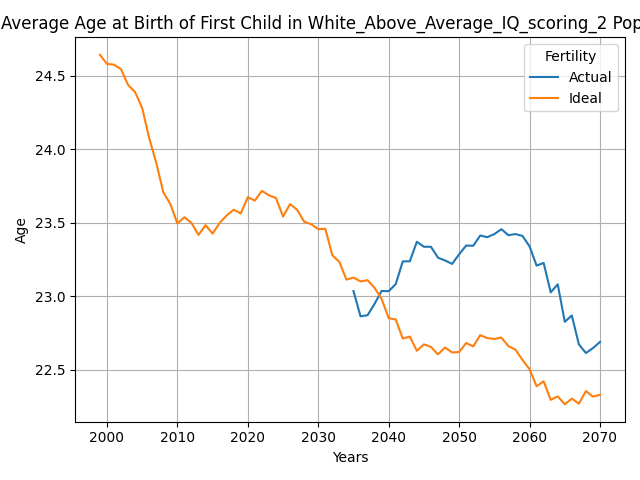 Average Age at Birth of First Child in White_Above_Average_IQ_scoring_2 Pop
Fertility
Actual
Ideal
24.5
24.0
23.5
23.0
22.5
Age
2000 2010 2020 2030 2040 2050 2060 2070
Years